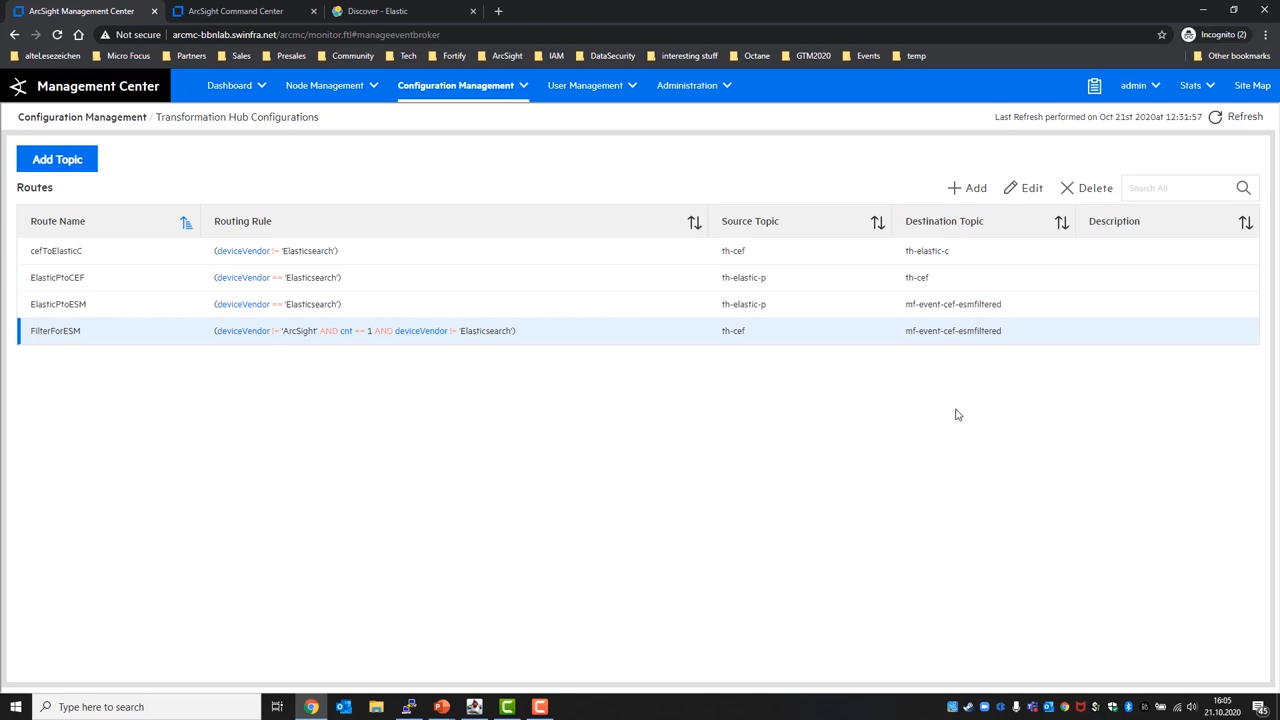 ArcSight Management Center
ArcSight Command Center
Discover - Elastic
Not secure
arcmc-bbnlab.swinfra.net/arcmc/monitor.ftl#manageeventbroker
Incognito (2)
alteLesezeichen
Micro Focus
Partners
Sales
Presales
Community
Tech
Fortify
ArcSight
IAM
DataSecurity
interesting stuff
Octane
GTM2020
Events
temp
Other bookmarks
Management Center
Dashboard
Node Management
Configuration Management
User Management
Administration
admin
Stats
Site Map
Configuration Management / Transformation Hub Configurations
Last Refresh performed on Oct 21st 2020at 12:31:57
Refresh
Add Topic
Routes
Add
Edit
Delete
Search All
Route Name
Routing Rule
Source Topic
Destination Topic
Description
cefToElasticC
(deviceVendor != 'Elasticsearch')
th-cef
th-elastic-c
ElasticPtoCEF
(deviceVendor == 'Elasticsearch')
th-elastic-p
th-cef
ElasticPtoESM
(deviceVendor == 'Elasticsearch')
th-elastic-p
mf-event-cef-esmfiltered
FilterForESM
(deviceVendor != 'ArcSight' AND cnt == 1 AND deviceVendor != 'Elasticsearch')
th-cef
mf-event-cef-esmfiltered
Type here to search
16:05
21.10.2020